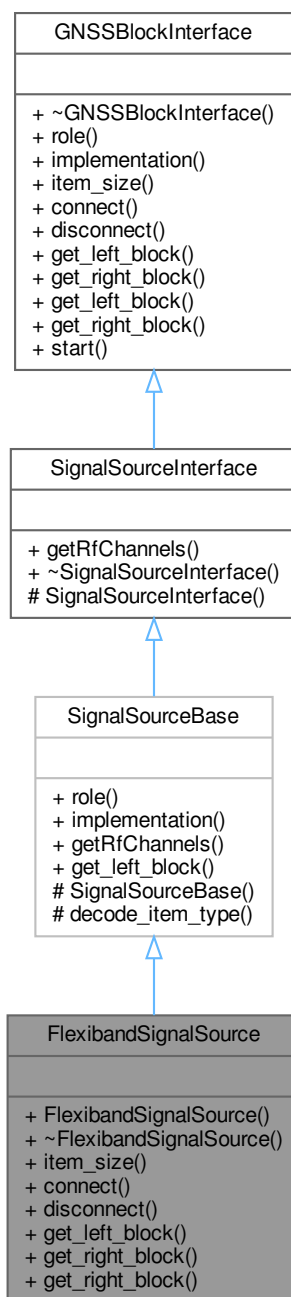 GNSSBlockInterface
+ ~GNSSBlockInterface()
+ role()
+ implementation()
+ item_size()
+ connect()
+ disconnect()
+ get_left_block()
+ get_right_block()
+ get_left_block()
+ get_right_block()
+ start()
SignalSourceInterface
+ getRfChannels()
+ ~SignalSourceInterface()
# SignalSourceInterface()
SignalSourceBase
+ role()
+ implementation()
+ getRfChannels()
+ get_left_block()
# SignalSourceBase()
# decode_item_type()
FlexibandSignalSource
+ FlexibandSignalSource()
+ ~FlexibandSignalSource()
+ item_size()
+ connect()
+ disconnect()
+ get_left_block()
+ get_right_block()
+ get_right_block()